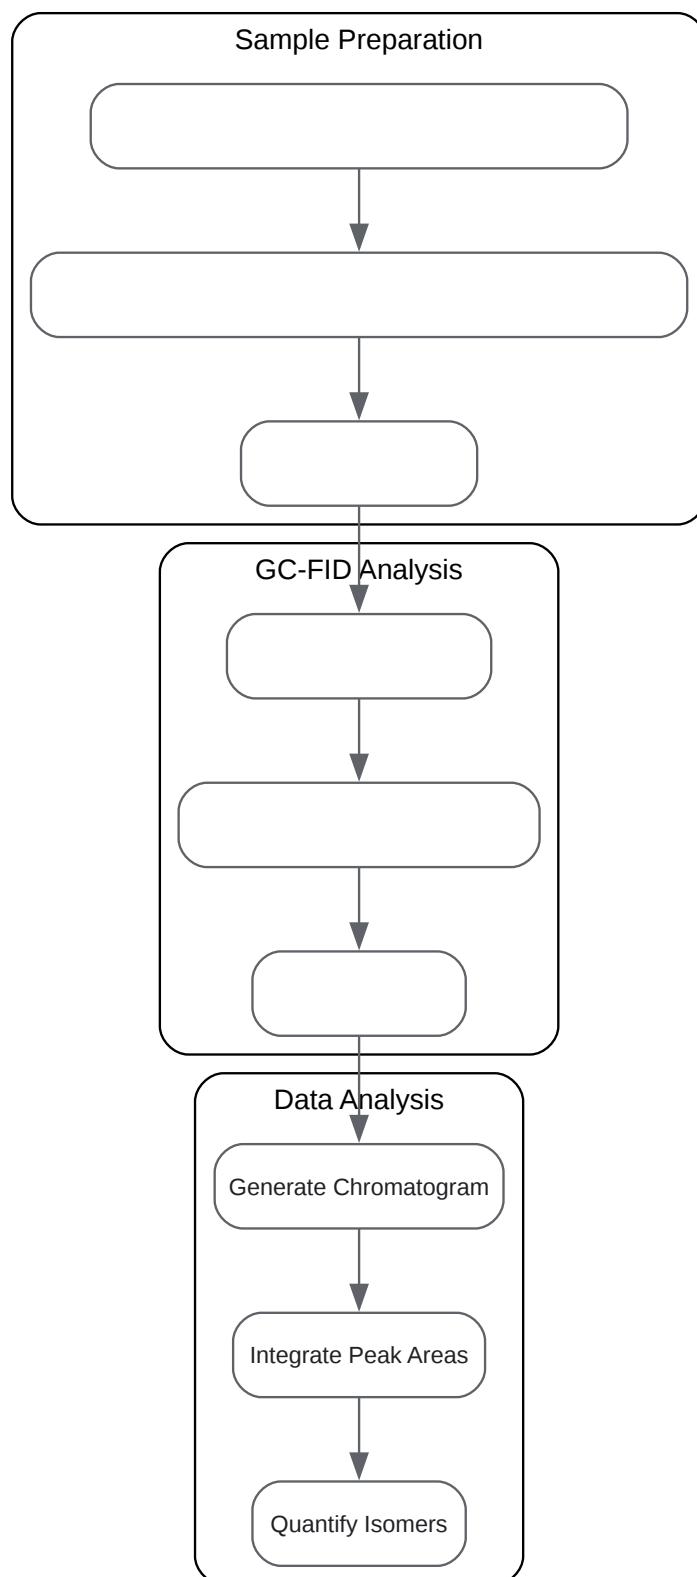 Sample Preparation
GC-FID Analysis
Data Analysis
Generate Chromatogram
Integrate Peak Areas
Quantify Isomers